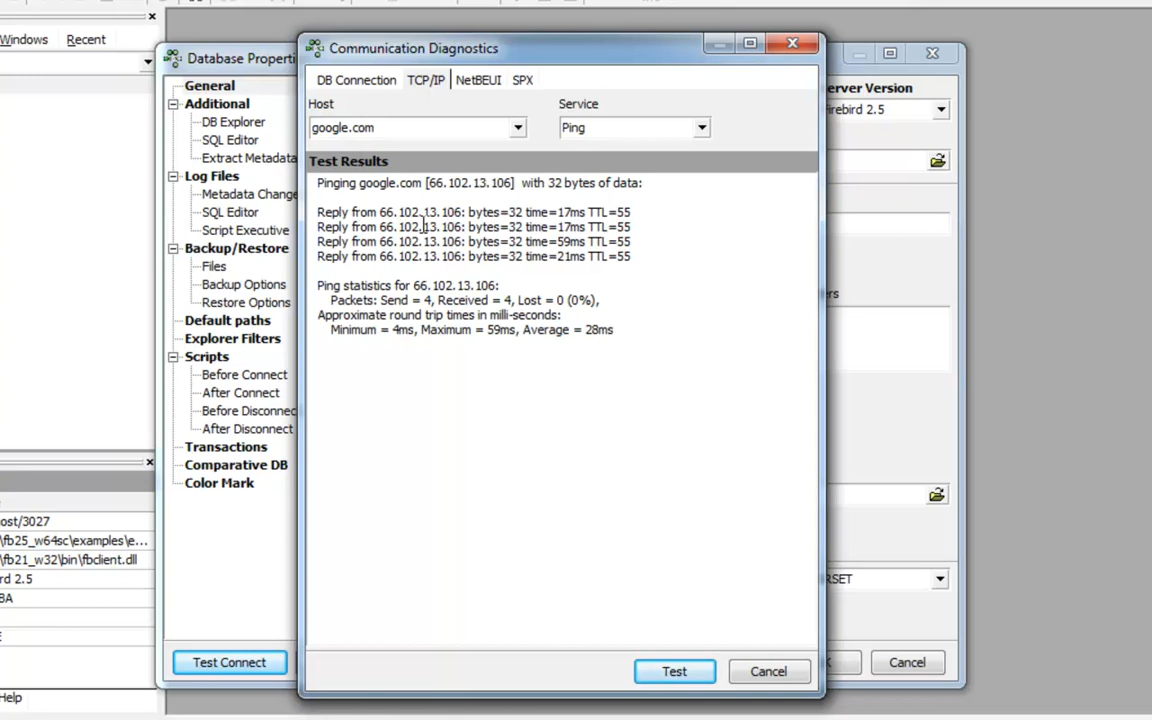 Windows
Recent
Database Properti
General
Additional
DB Explorer
SQL Editor
Extract Metadata
Log Files
Metadata Change
SQL Editor
Script Executive
Backup/Restore
Files
Backup Options
Restore Options
Default paths
Explorer Filters
Scripts
Before Connect
After Connect
Before Disconnec
After Disconnect
Transactions
Comparative DB
Color Mark
Test Connect
Communication Diagnostics
DB Connection
TCP/IP
NetBEUI
SPX
Host
Service
google.com
Ping
Test Results
Pinging google.com [66.102.13.106] with 32 bytes of data:
Reply from 66.102.13.106: bytes=32 time=17ms TTL=55
Reply from 66.102.13.106: bytes=32 time=17ms TTL=55
Reply from 66.102.13.106: bytes=32 time=59ms TTL=55
Reply from 66.102.13.106: bytes=32 time=21ms TTL=55
Ping statistics for 66.102.13.106:
Packets: Send = 4, Received = 4, Lost = 0 (0%),
Approximate round trip times in milli-seconds:
Minimum = 4ms, Maximum = 59ms, Average = 28ms
Test
Cancel
erver Version
irebird 2.5
ers
RSET
K
Cancel
ost/3027
\fb25_w64sc\examples\e...
\fb21_w32\bin\fbclient.dll
rd 2.5
BA
E
Help